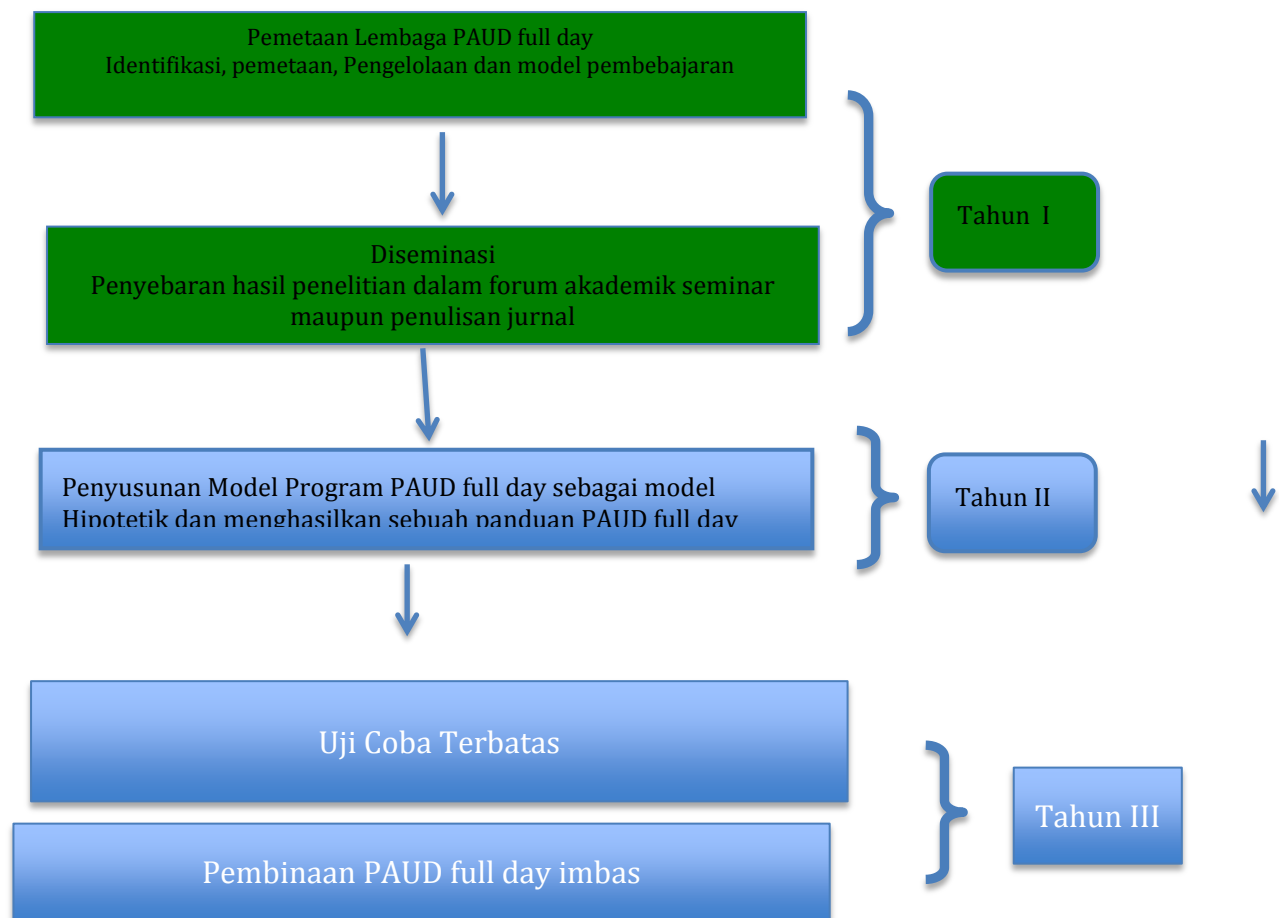 Pemetaan Lembaga PAUD full day
Identifikasi, pemetaan, Pengelolaan dan model pembebajaran
Tahun  I
Diseminasi
Penyebaran hasil penelitian dalam forum akademik seminar
maupun penulisan jurnal
Penyusunan Model Program PAUD full day sebagai model
Hipotetik dan menghasilkan sebuah panduan PAUD full day
Tahun II
Uji Coba Terbatas
Tahun III
Pembinaan PAUD full day imbas